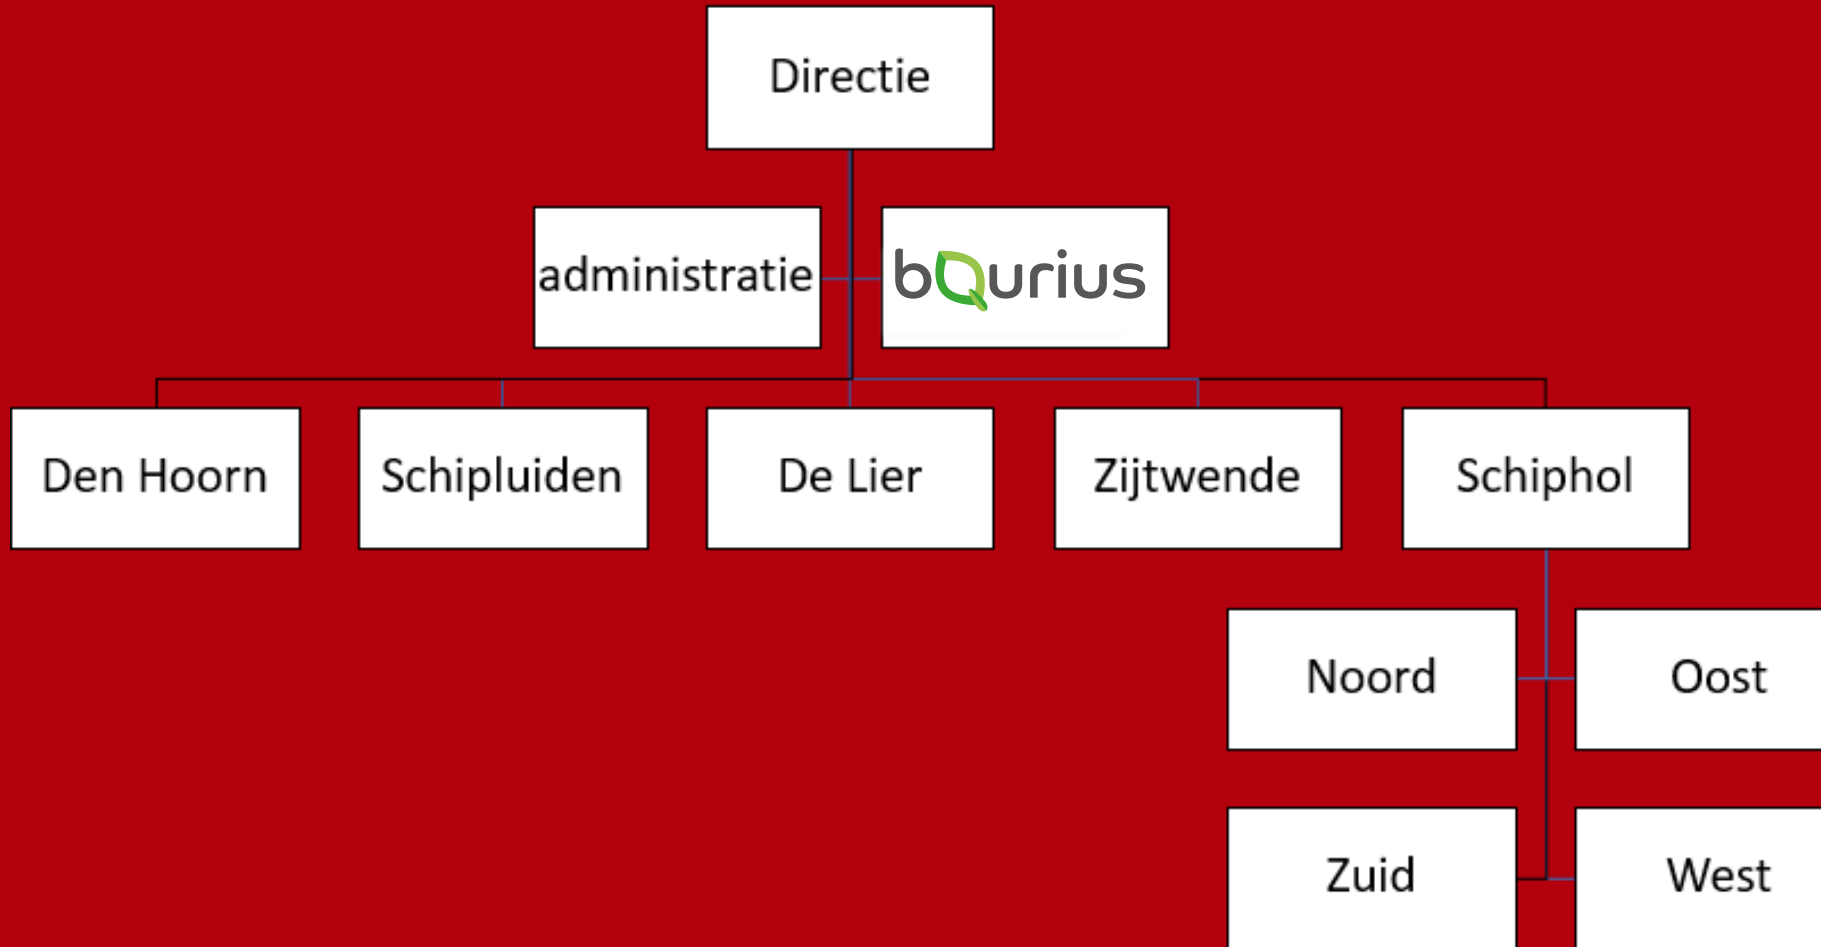 Directie
administratie
bQurius
Den Hoorn
Schipluiden
De Lier
Zijtwende
Schiphol
Noord
Oost
Zuid
West